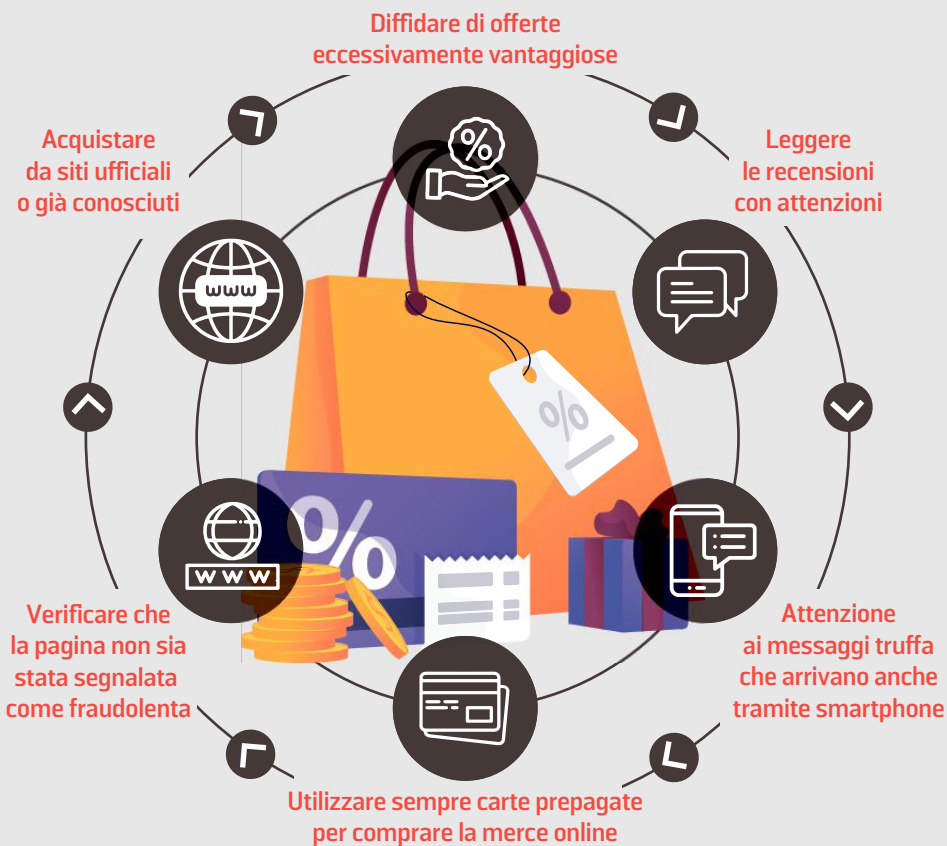 Diffidare di offerte
eccessivamente vantaggiose
Leggere
le recensioni
con attenzioni
Attenzione
ai messaggi truffa
che arrivano anche
tramite smartphone
Utilizzare sempre carte prepagate
per comprare la merce online
Verificare che
la pagina non sia
stata segnalata
come fraudolenta
Acquistare
da siti ufficiali
o già conosciuti
%
www
%
%
WWW